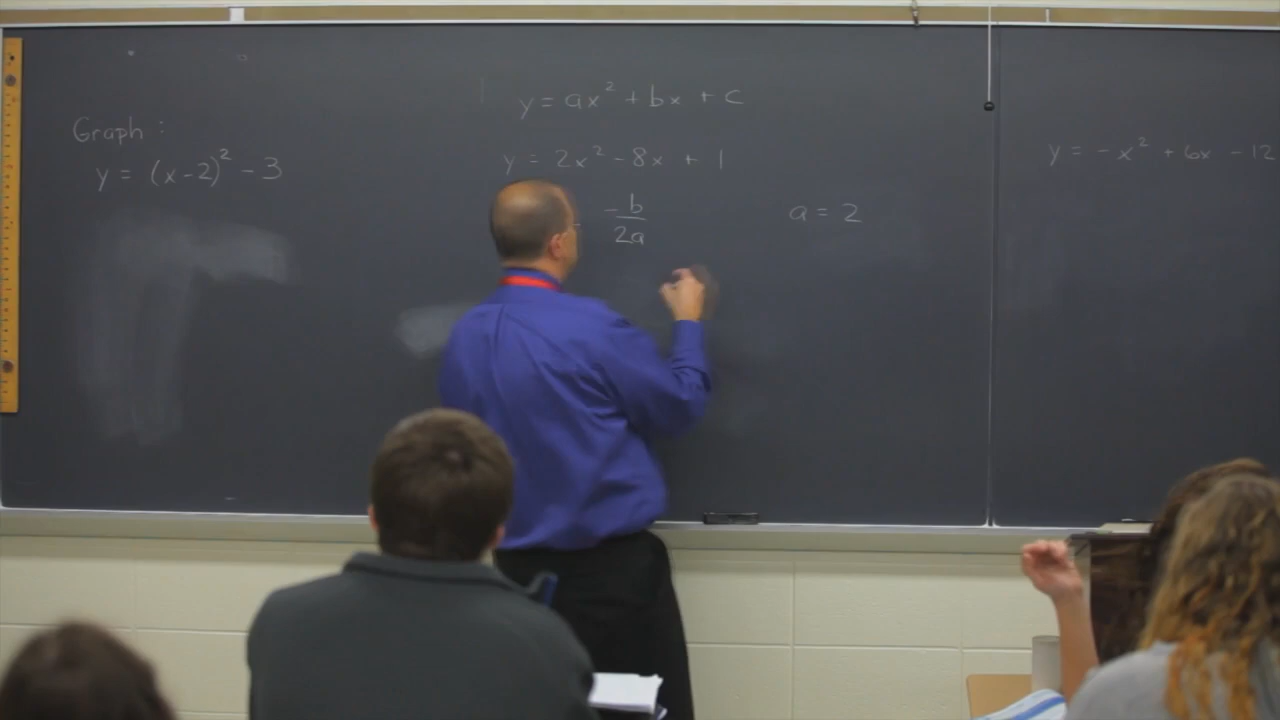 Graph :
y = (x-2)² - 3
y = ax² + bx + c
y = 2x² - 8x + 1
-b
2a
a = 2
y = -x² + 6x - 12